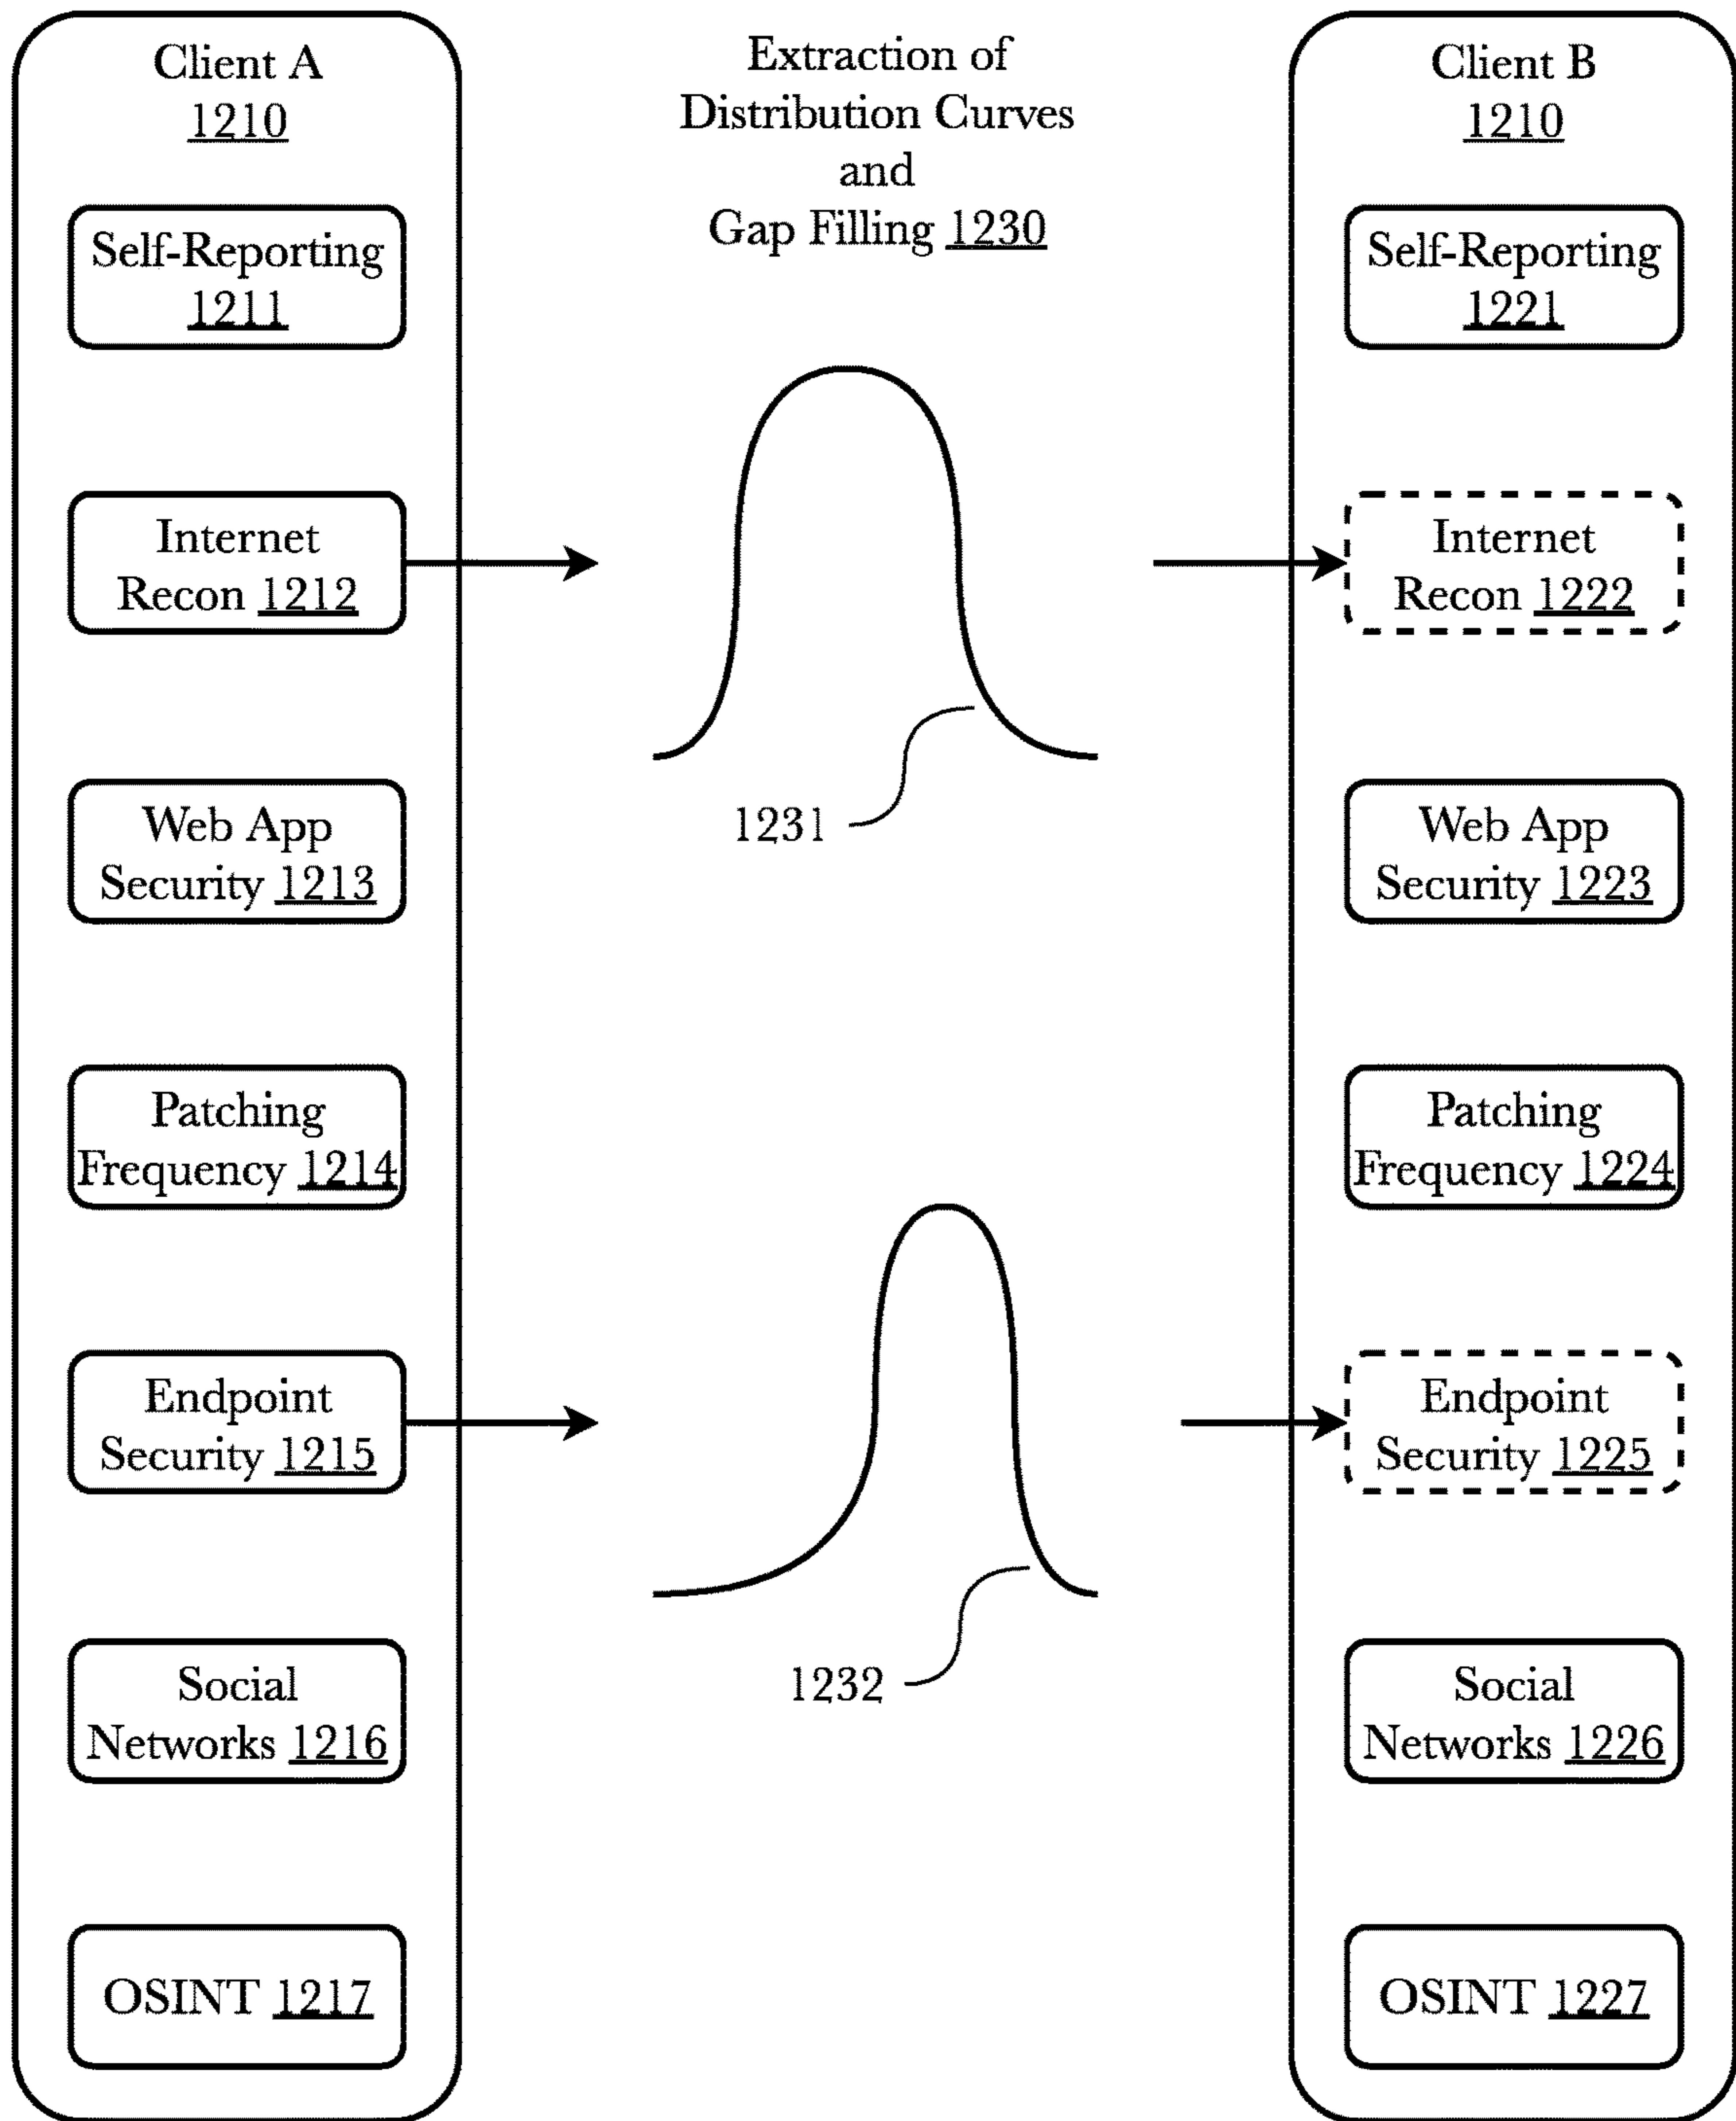 Client A
1210
Self-Reporting
1211
Internet
Recon 1212
Web App
Security 1213
Patching
Frequency 1214
Endpoint
Security 1215
Social
Networks 1216
OSINT 1217
Extraction of
Distribution Curves
and
Gap Filling 1230
1231
1232
Client B
1210
Self-Reporting
1221
Internet
Recon 1222
Web App
Security 1223
Patching
Frequency 1224
Endpoint
Security 1225
Social
Networks 1226
OSINT 1227